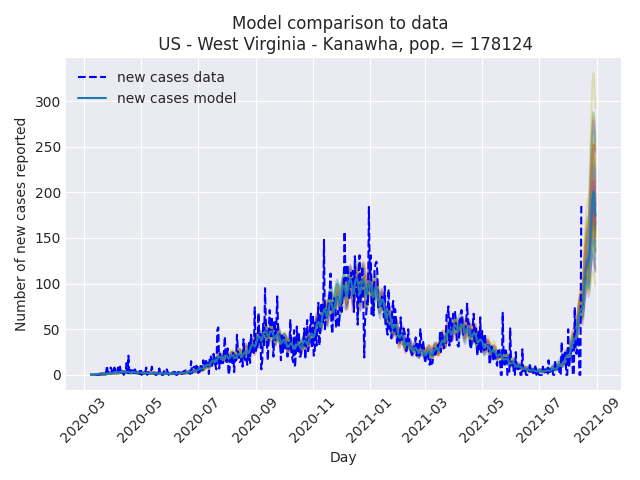 Model comparison to data
US - West Virginia - Kanawha, pop. = 178124
new cases data
new cases model
Number of new cases reported
300
250
200
150
100
50
0
2020-03
2020-05
2020-07
2020-09
2020-11
2021-01
2021-03
2021-05
2021-07
2021-09
Day